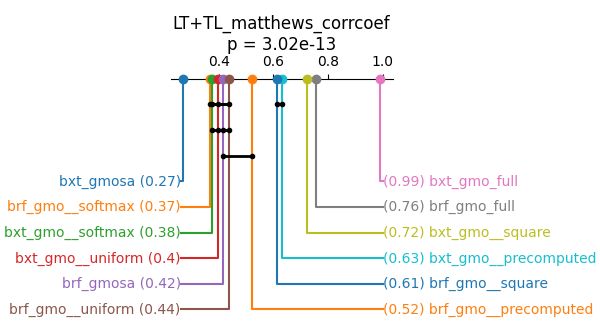 LT+TL_matthews_corrcoef
p = 3.02e-13
0.4 0.6 0.8 1.0
bxt_gmosa (0.27) (0.99) bxt_gmo_full
brf_gmo__softmax (0.37) (0.76) brf_gmo_full
bxt_gmo__softmax (0.38) (0.72) bxt_gmo__square
bxt_gmo__uniform (0.4) (0.63) bxt_gmo__precomputed
brf_gmosa (0.42) (0.61) brf_gmo__square
brf_gmo__uniform (0.44) (0.52) brf_gmo__precomputed